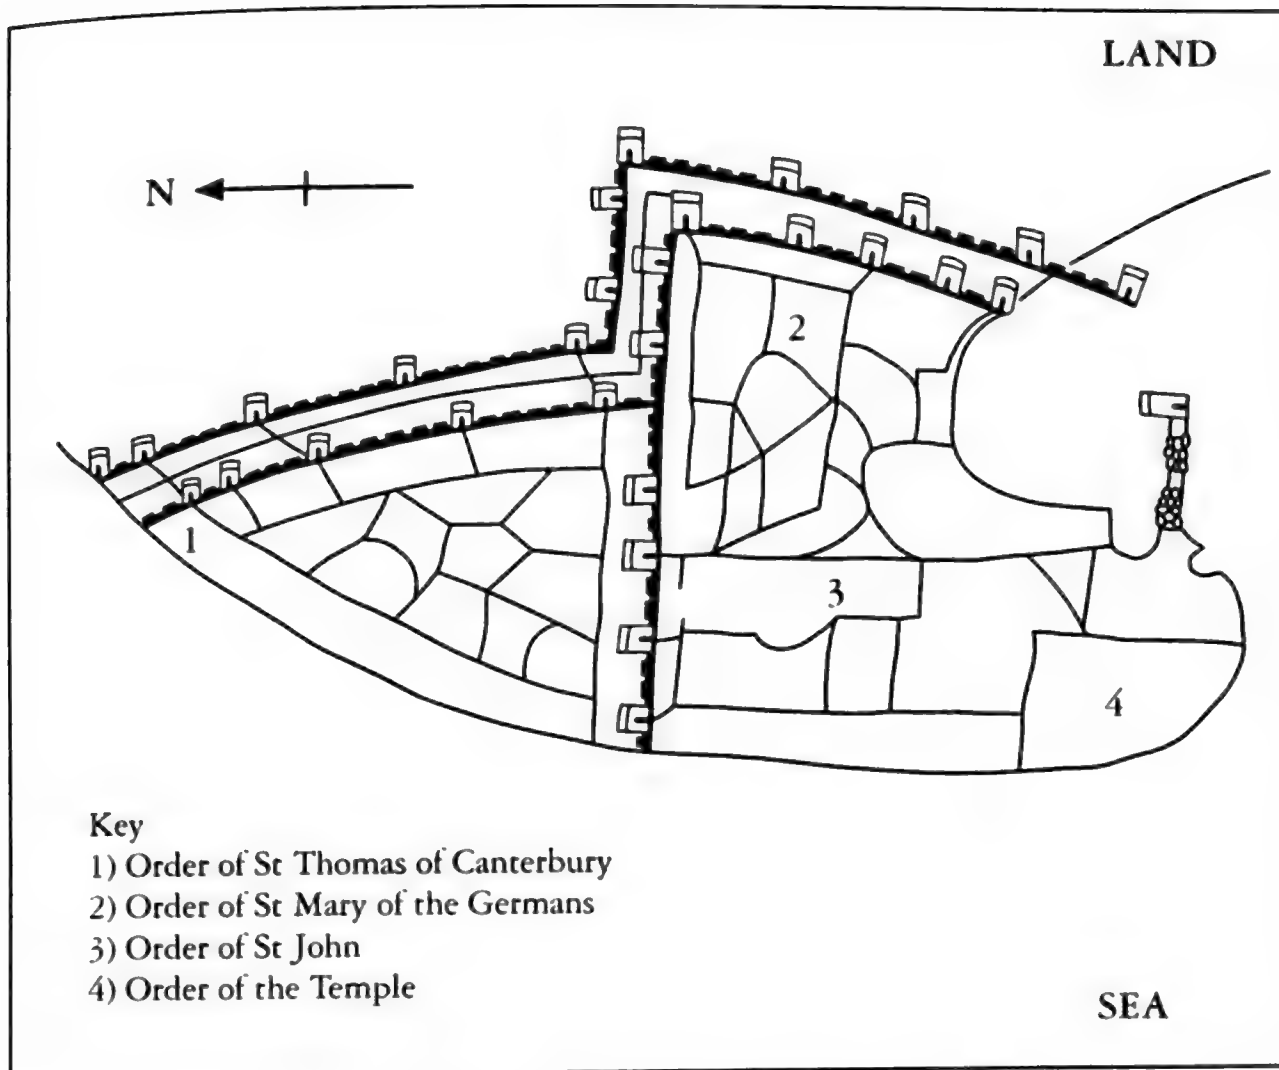 LAND
N
2
1
3
4
Key
1) Order of St Thomas of Canterbury
2) Order of St Mary of the Germans
3) Order of St John
4) Order of the Temple
SEA